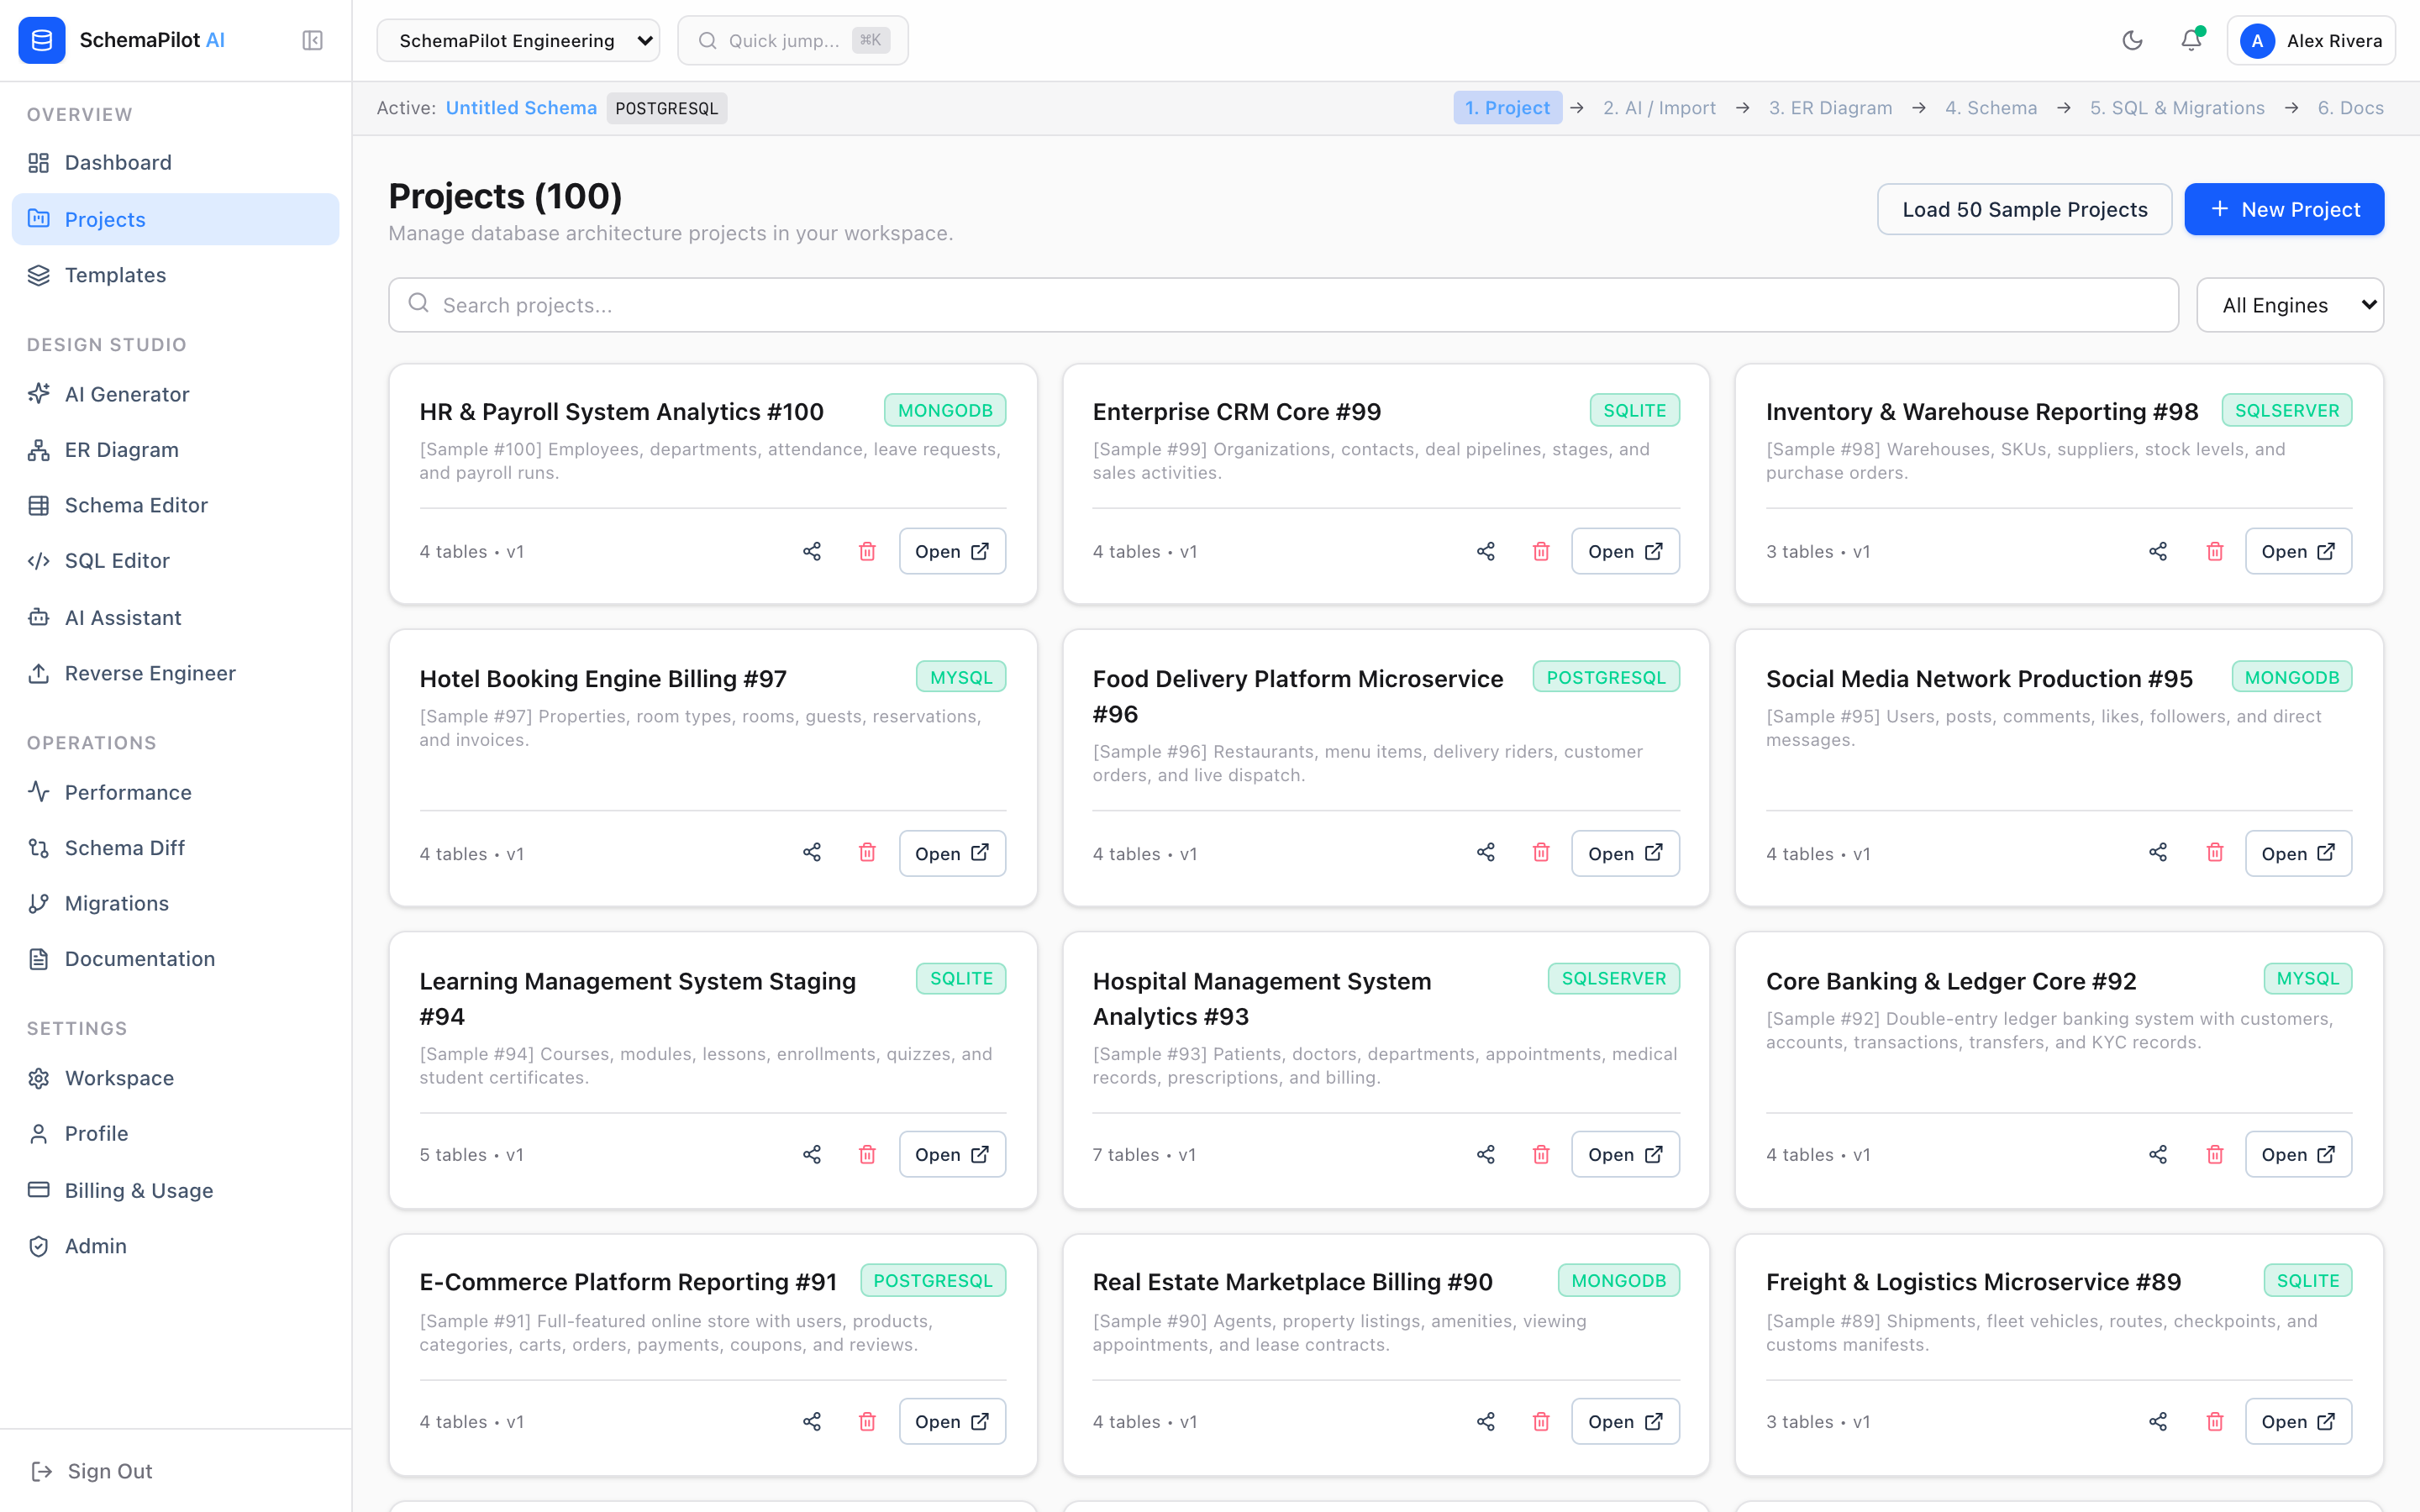 SchemaPilot AI
SchemaPilot Engineering
Quick jump...
⌘K
A
Alex Rivera
OVERVIEW
Dashboard
Projects
Templates
DESIGN STUDIO
AI Generator
ER Diagram
Schema Editor
SQL Editor
AI Assistant
Reverse Engineer
OPERATIONS
Performance
Schema Diff
Migrations
Documentation
SETTINGS
Workspace
Profile
Billing & Usage
Admin
Sign Out
Active: Untitled Schema POSTGRESQL
1. Project → 2. AI / Import → 3. ER Diagram → 4. Schema → 5. SQL & Migrations → 6. Docs
Projects (100)
Manage database architecture projects in your workspace.
Load 50 Sample Projects
+ New Project
Search projects...
All Engines
HR & Payroll System Analytics #100
MONGODB
[Sample #100] Employees, departments, attendance, leave requests,
and payroll runs.
4 tables • v1
Open
Enterprise CRM Core #99
SQLITE
[Sample #99] Organizations, contacts, deal pipelines, stages, and
sales activities.
4 tables • v1
Open
Inventory & Warehouse Reporting #98
SQLSERVER
[Sample #98] Warehouses, SKUs, suppliers, stock levels, and
purchase orders.
3 tables • v1
Open
Hotel Booking Engine Billing #97
MYSQL
[Sample #97] Properties, room types, rooms, guests, reservations,
and invoices.
4 tables • v1
Open
Food Delivery Platform Microservice
#96
POSTGRESQL
[Sample #96] Restaurants, menu items, delivery riders, customer
orders, and live dispatch.
4 tables • v1
Open
Social Media Network Production #95
MONGODB
[Sample #95] Users, posts, comments, likes, followers, and direct
messages.
4 tables • v1
Open
Learning Management System Staging
#94
SQLITE
[Sample #94] Courses, modules, lessons, enrollments, quizzes, and
student certificates.
5 tables • v1
Open
Hospital Management System
Analytics #93
SQLSERVER
[Sample #93] Patients, doctors, departments, appointments, medical
records, prescriptions, and billing.
7 tables • v1
Open
Core Banking & Ledger Core #92
MYSQL
[Sample #92] Double-entry ledger banking system with customers,
accounts, transactions, transfers, and KYC records.
4 tables • v1
Open
E-Commerce Platform Reporting #91
POSTGRESQL
[Sample #91] Full-featured online store with users, products,
categories, carts, orders, payments, coupons, and reviews.
4 tables • v1
Open
Real Estate Marketplace Billing #90
MONGODB
[Sample #90] Agents, property listings, amenities, viewing
appointments, and lease contracts.
4 tables • v1
Open
Freight & Logistics Microservice #89
SQLITE
[Sample #89] Shipments, fleet vehicles, routes, checkpoints, and
customs manifests.
3 tables • v1
Open